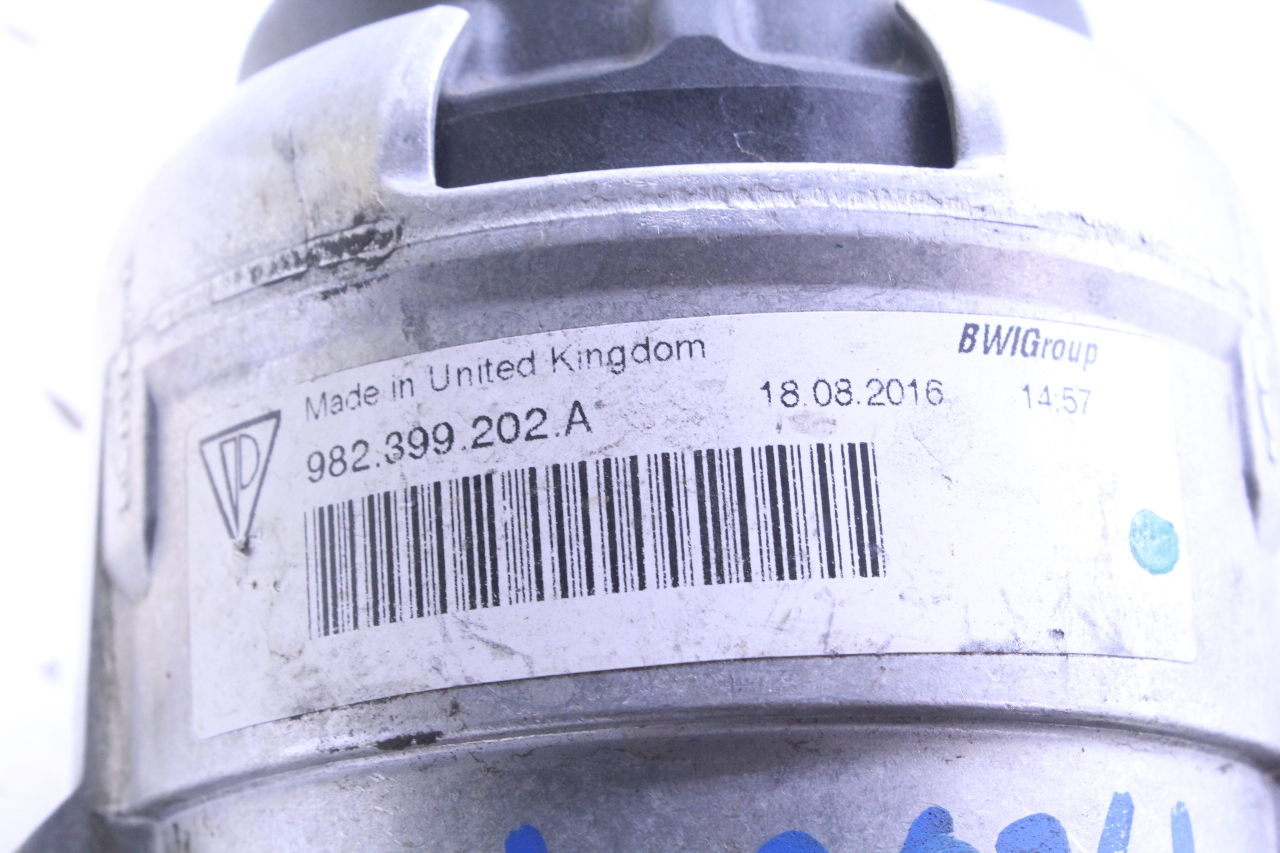 Made in United Kingdom
BWIGroup
982.399.202.A
18.08.2016 14:57